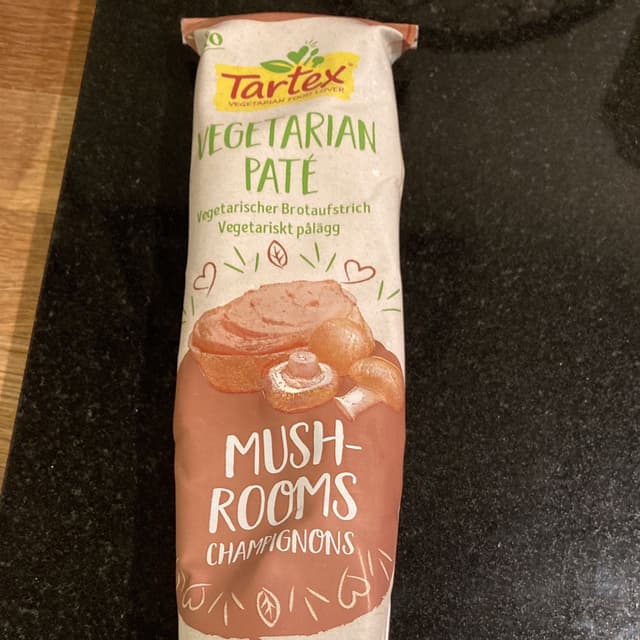 Tartex
VEGETARIAN FOOD LOVER
VEGETARIAN
PATÉ
Vegetarischer Brotaufstrich
Vegetariskt pålägg
MUSH-
ROOMS
CHAMPIGNONS